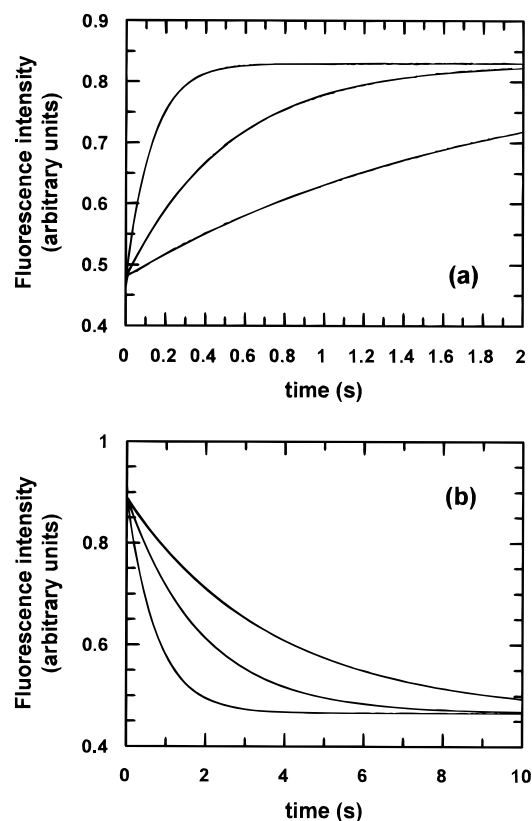 0.9
0.8
0.7
0.6
0.5
0.4
Fluorescence intensity
(arbitrary units)
(a)
0 0.2 0.4 0.6 0.8 1 1.2 1.4 1.6 1.8 2
time (s)
1
0.8
0.6
0.4
Fluorescence intensity
(arbitrary units)
(b)
0 2 4 6 8 10
time (s)